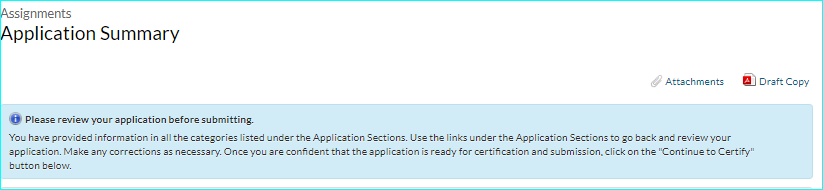 Assignments
Application Summary
Attachments Draft Copy
Please review your application before submitting.
You have provided information in all the categories listed under the Application Sections. Use the links under the Application Sections to go back and review your
application. Make any corrections as necessary. Once you are confident that the application is ready for certification and submission, click on the "Continue to Certify"
button below.